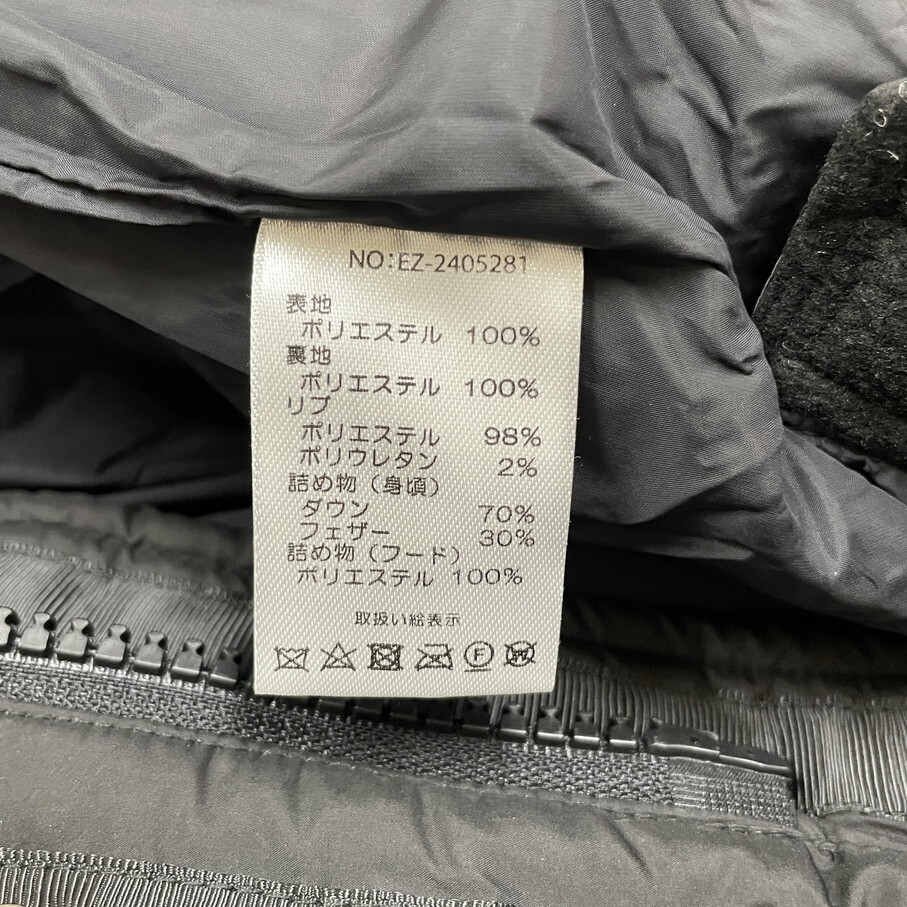 NO:EZ-2405281
表地
ポリエステル 100%
裏地
ポリエステル 100%
リブ
ポリエステル 98%
ポリウレタン 2%
詰め物(身頃)
ダウン 70%
フェザー 30%
詰め物(フード)
ポリエステル 100%
取扱い絵表示
F W